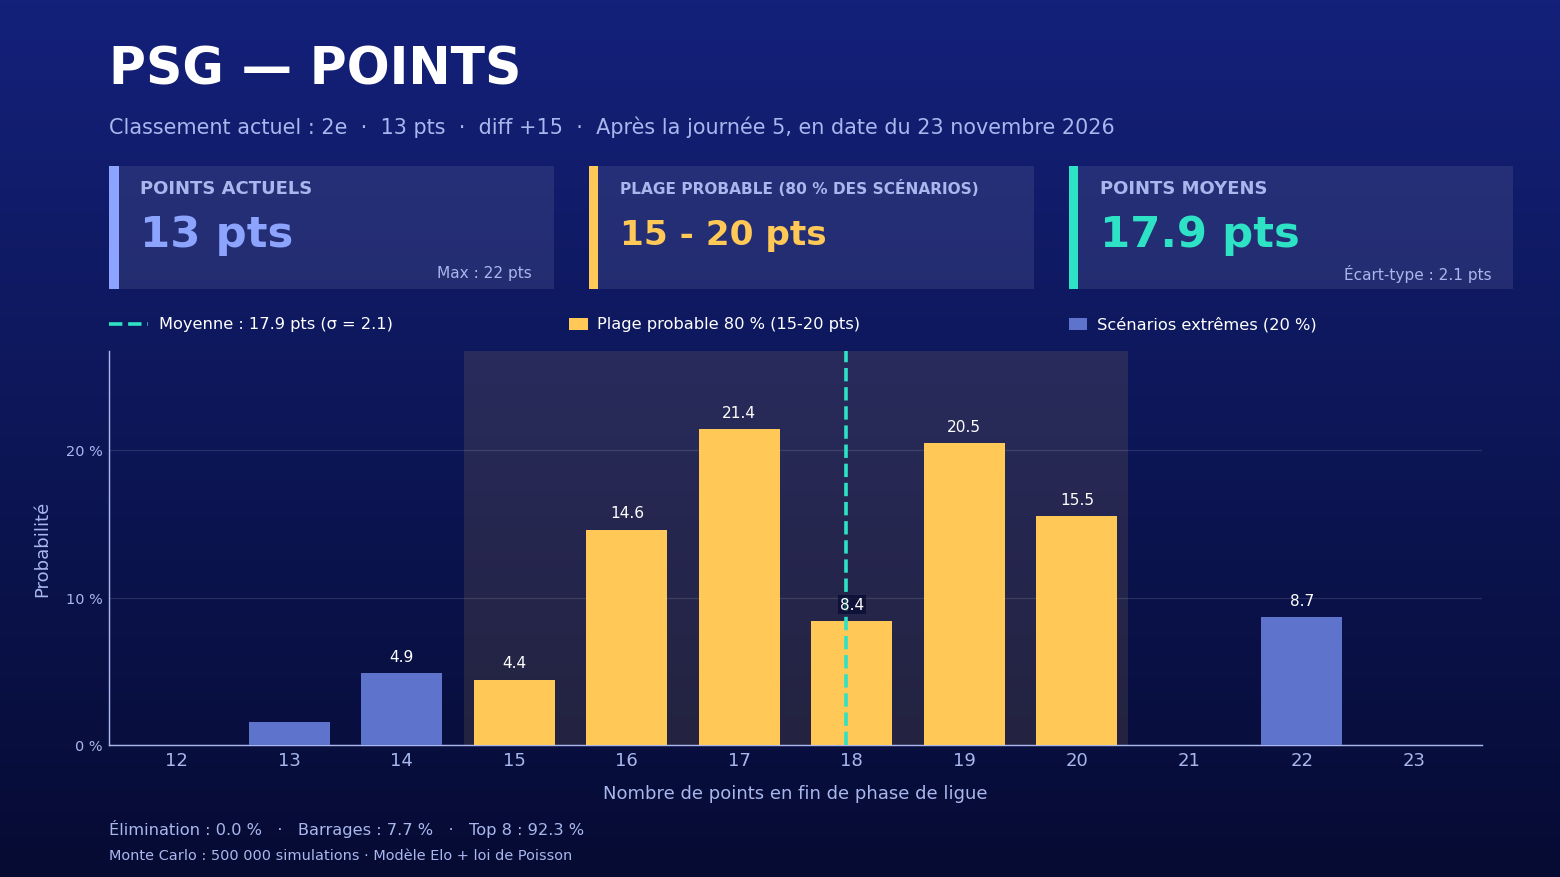 PSG — POINTS
Classement actuel : 2e · 13 pts · diff +15 · Après la journée 5, en date du 23 novembre 2026
POINTS ACTUELS
13 pts
Max : 22 pts
PLAGE PROBABLE (80 % DES SCÉNARIOS)
15 - 20 pts
POINTS MOYENS
17.9 pts
Écart-type : 2.1 pts
Moyenne : 17.9 pts (σ = 2.1)
Plage probable 80 % (15-20 pts)
Scénarios extrêmes (20 %)
Probabilité
20 %
10 %
0 %
4.9
4.4
14.6
21.4
8.4
20.5
15.5
8.7
12 13 14 15 16 17 18 19 20 21 22 23
Nombre de points en fin de phase de ligue
Élimination : 0.0 % · Barrages : 7.7 % · Top 8 : 92.3 %
Monte Carlo : 500 000 simulations · Modèle Elo + loi de Poisson